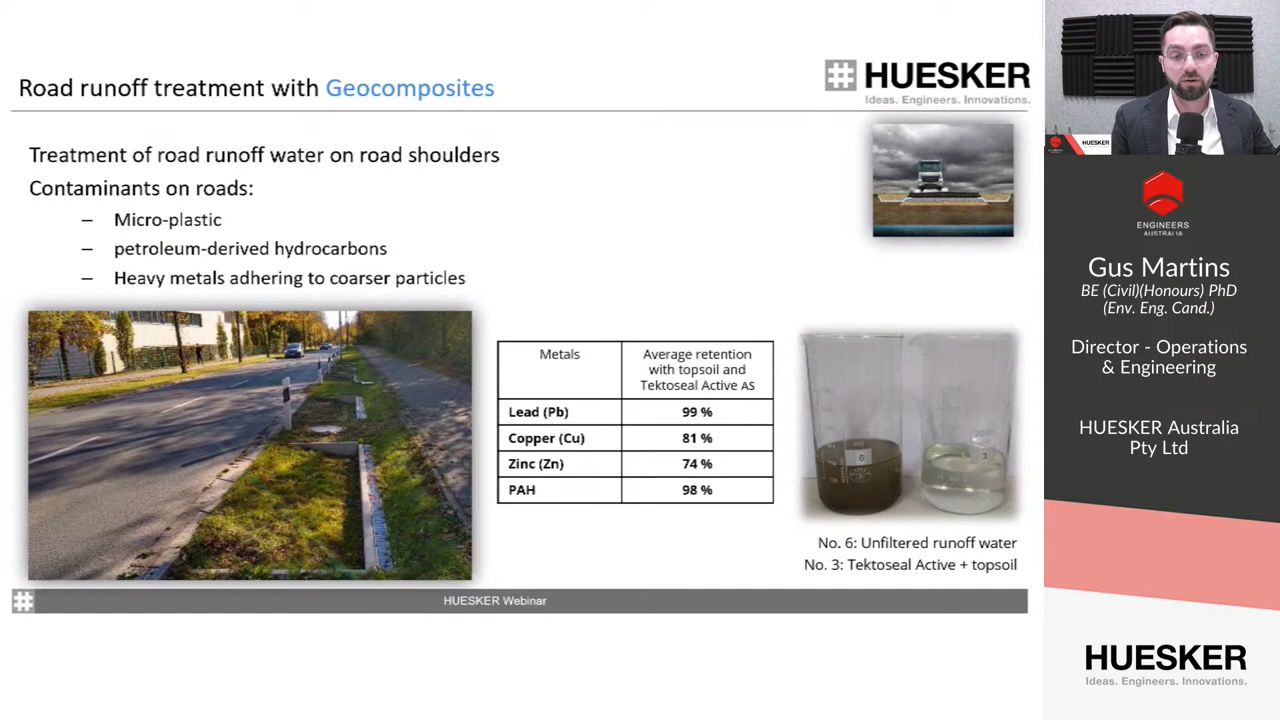 Road runoff treatment with Geocomposites
HUESKER
Ideas. Engineers. Innovations.
Treatment of road runoff water on road shoulders
Contaminants on roads:
– Micro-plastic
– petroleum-derived hydrocarbons
– Heavy metals adhering to coarser particles
Metals
Average retention
with topsoil and
Tektoseal Active AS
Lead (Pb) 99 %
Copper (Cu) 81 %
Zinc (Zn) 74 %
PAH 98 %
ml
6
3
No. 6: Unfiltered runoff water
No. 3: Tektoseal Active + topsoil
HUESKER Webinar
HUESKER
ENGINEERS
AUSTRALIA
Gus Martins
BE (Civil)(Honours) PhD
(Env. Eng. Cand.)
Director - Operations
& Engineering
HUESKER Australia
Pty Ltd
HUESKER
Ideas. Engineers. Innovations.